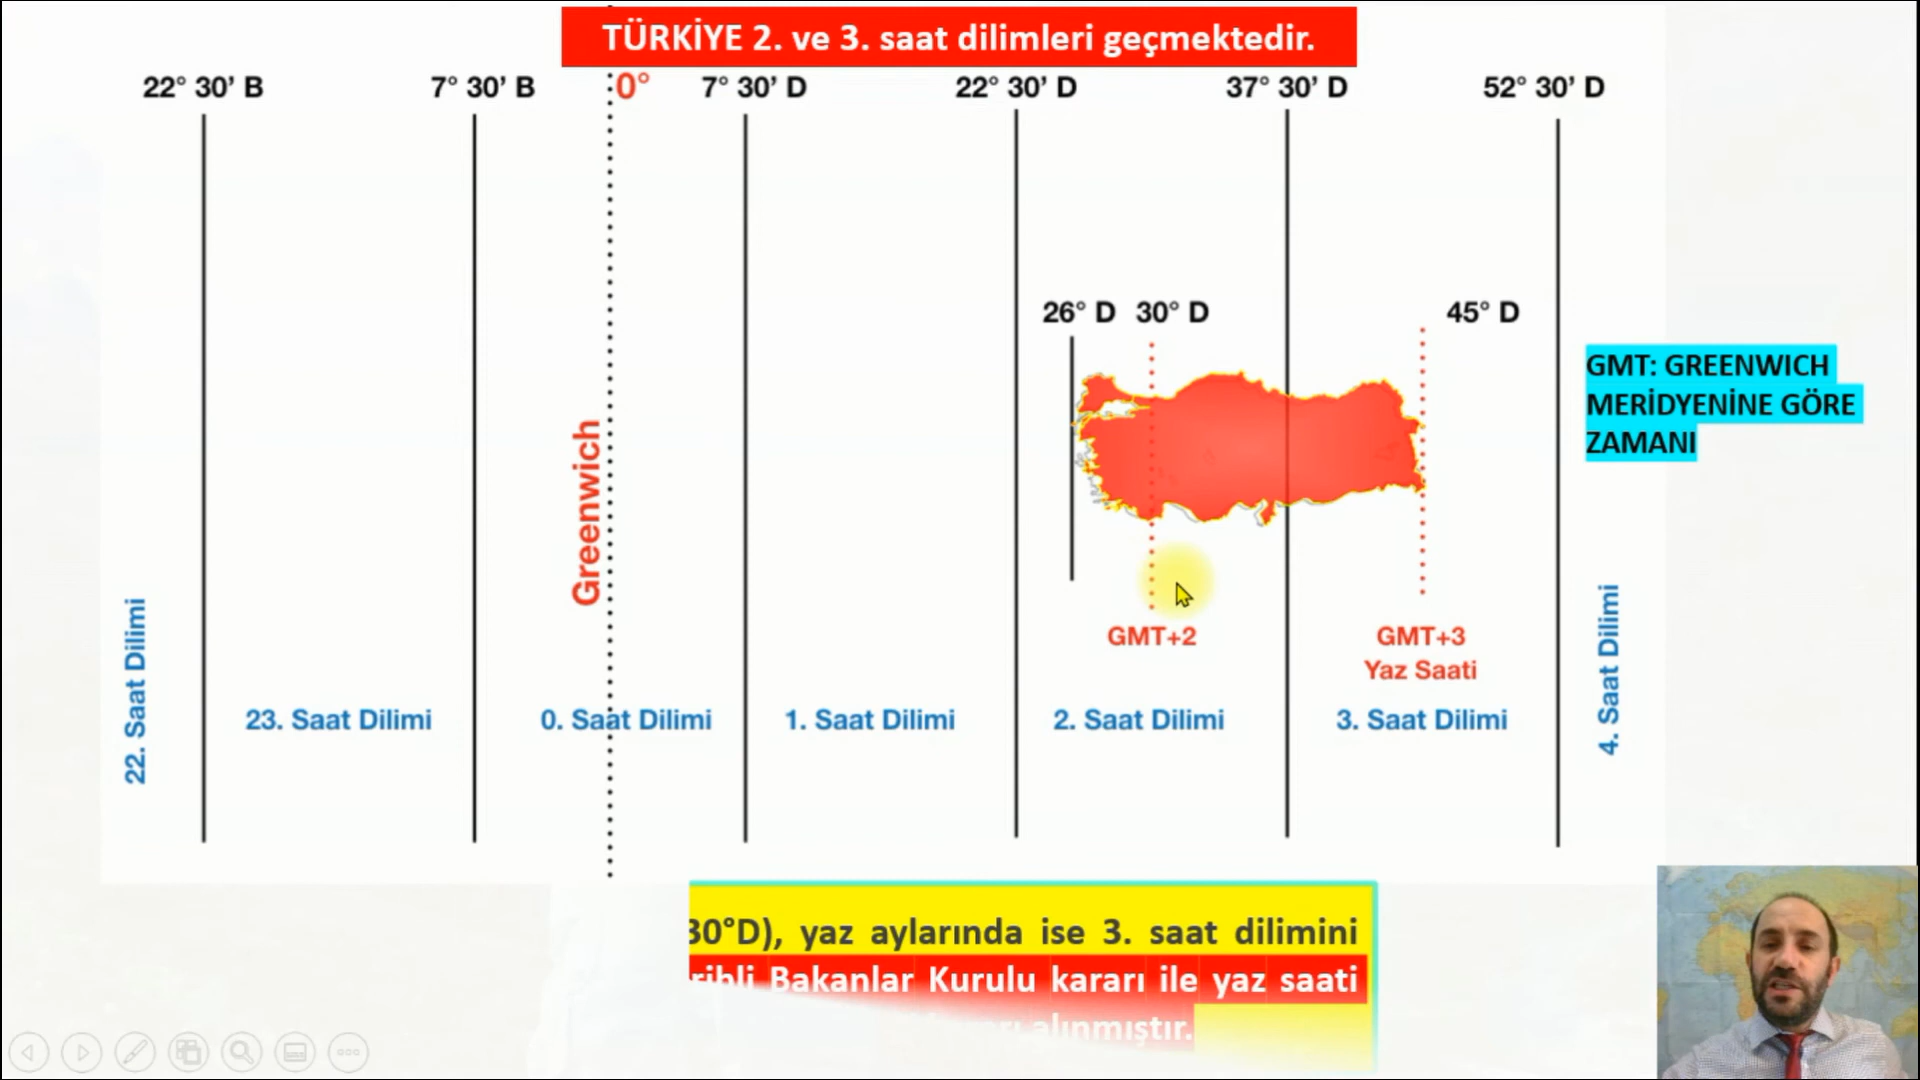 TÜRKİYE 2. ve 3. saat dilimleri geçmektedir.
22° 30’ B
7° 30’ B
0°
7° 30’ D
22° 30’ D
37° 30’ D
52° 30’ D
26° D
30° D
45° D
GMT: GREENWICH
MERİDYENİNE GÖRE
ZAMANI
Greenwich
GMT+2
GMT+3
Yaz Saati
22. Saat Dilimi
23. Saat Dilimi
0. Saat Dilimi
1. Saat Dilimi
2. Saat Dilimi
3. Saat Dilimi
4. Saat Dilimi
30°D), yaz aylarında ise 3. saat dilimini
Bakanlar Kurulu kararı ile yaz saati
alınmıştır.